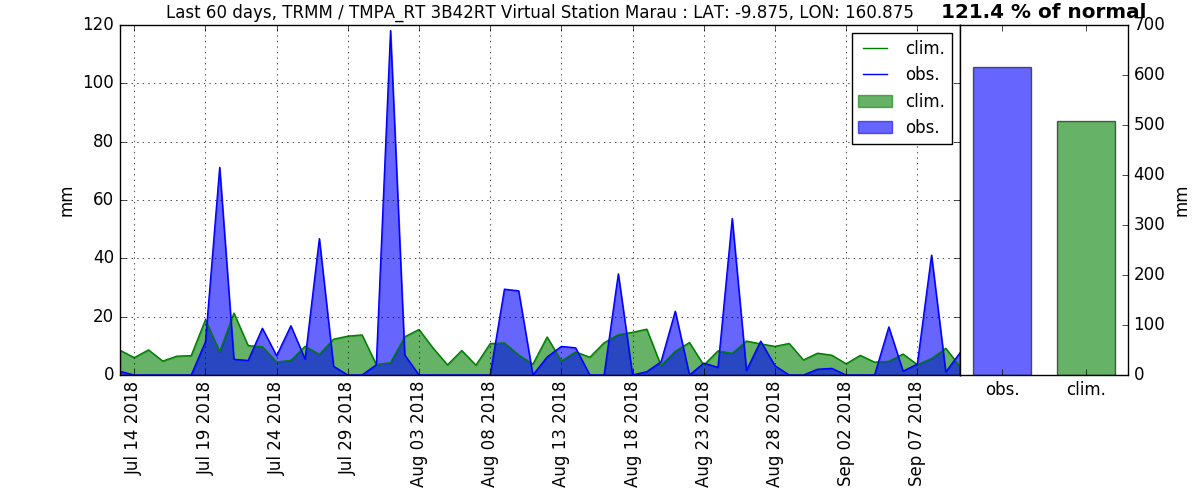 Last 60 days, TRMM / TMPA_RT 3B42RT Virtual Station Marau : LAT: -9.875, LON: 160.875
121.4 % of normal
120
100
80
60
40
20
0
mm
clim.
obs.
clim.
obs.
700
600
500
400
300
200
100
0
mm
Jul 14 2018
Jul 19 2018
Jul 24 2018
Jul 29 2018
Aug 03 2018
Aug 08 2018
Aug 13 2018
Aug 18 2018
Aug 23 2018
Aug 28 2018
Sep 02 2018
Sep 07 2018
obs.
clim.